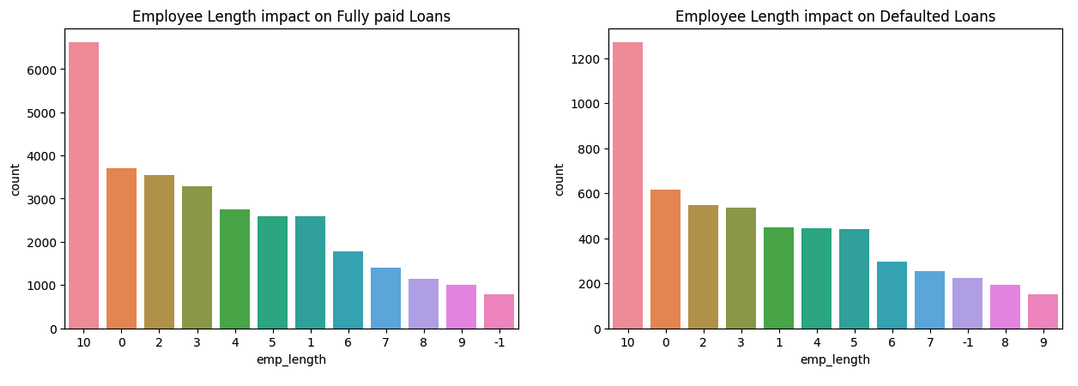 Employee Length impact on Fully paid Loans
6000
5000
4000
3000
2000
1000
0
count
10 0 2 3 4 5 1 6 7 8 9 -1
emp_length
Employee Length impact on Defaulted Loans
1200
1000
800
600
400
200
0
count
10 0 2 3 1 4 5 6 7 -1 8 9
emp_length